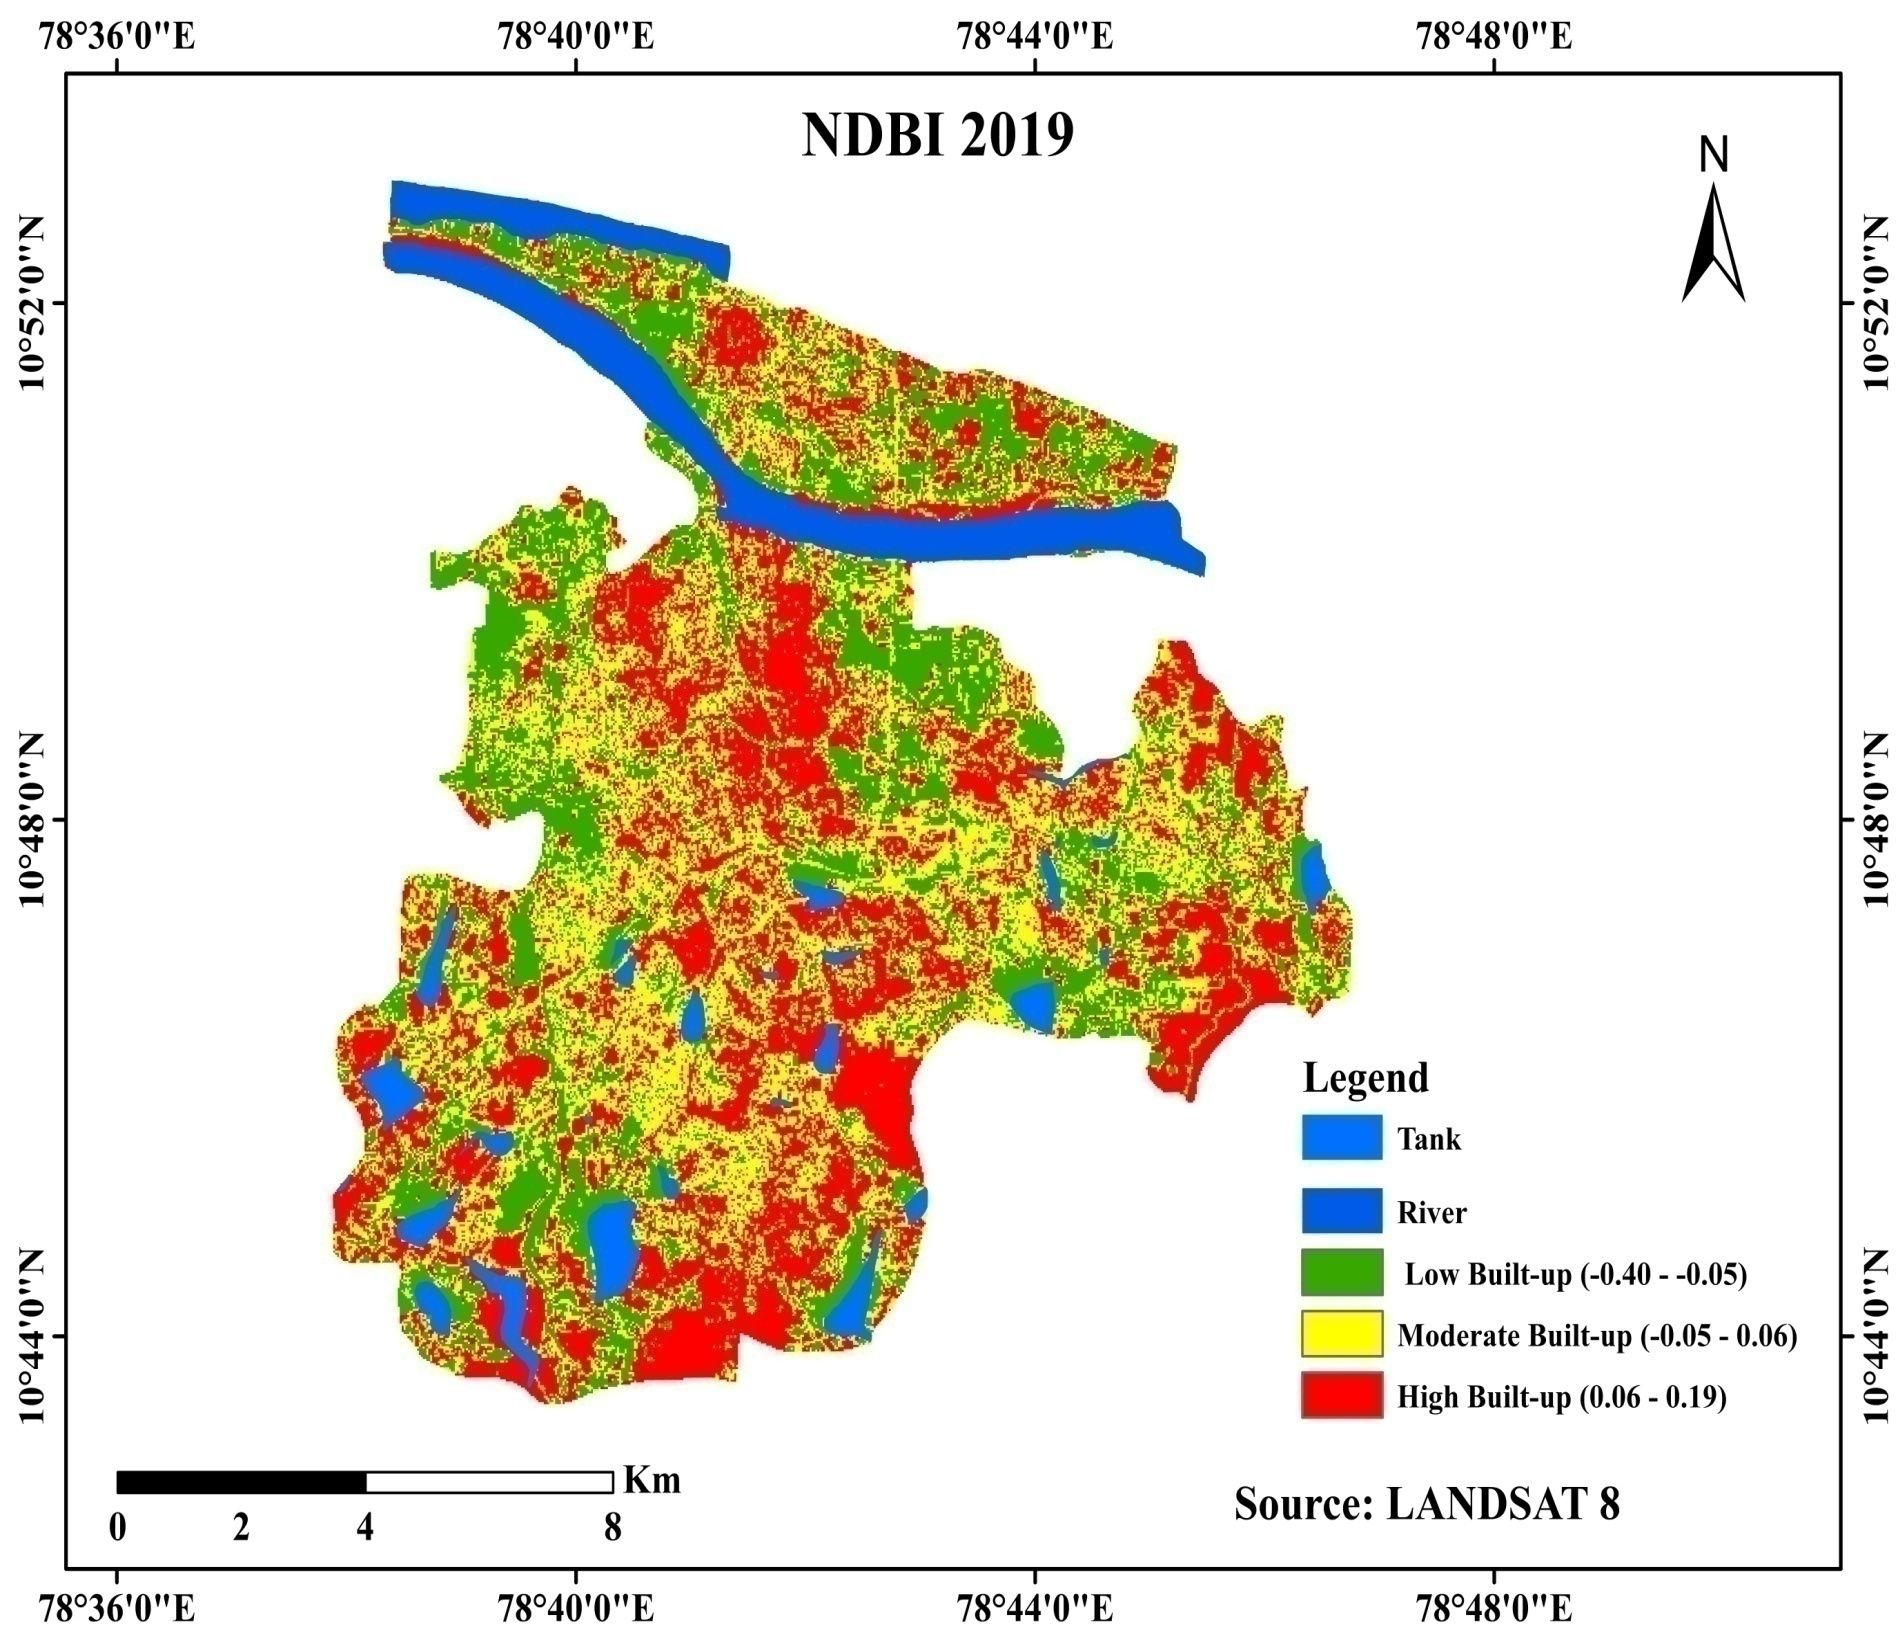 78°36'0"E 78°40'0"E 78°44'0"E 78°48'0"E
NDBI 2019
N
10°52'0"N 10°52'0"N
10°48'0"N 10°48'0"N
Legend
Tank
River
Low Built-up (-0.40 - -0.05)
10°44'0"N 10°44'0"N
Moderate Built-up (-0.05 - 0.06)
High Built-up (0.06 - 0.19)
Km
0 2 4 8
Source: LANDSAT 8
78°36'0"E 78°40'0"E 78°44'0"E 78°48'0"E